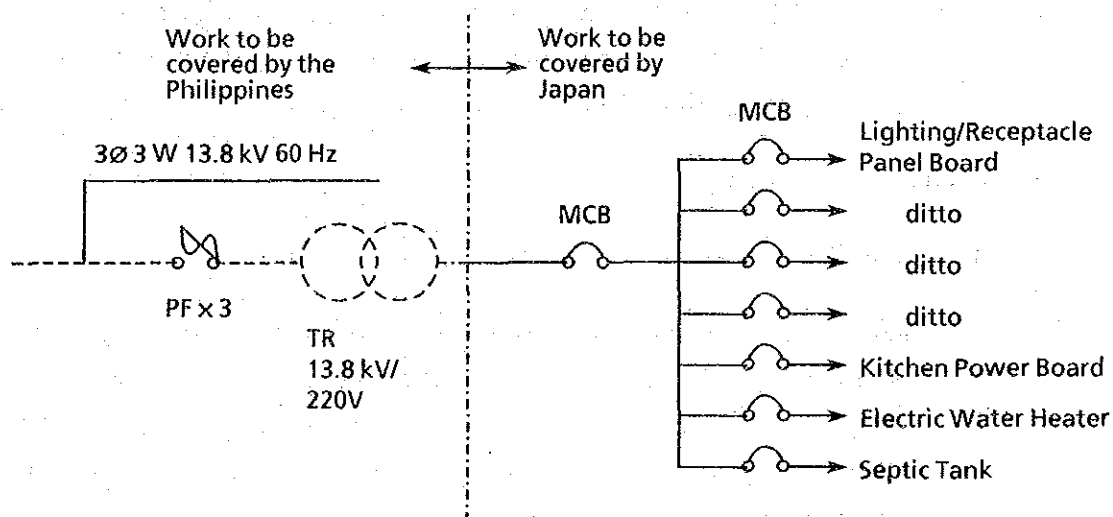 Work to be
covered by the
Philippines
Work to be
covered by
Japan
3Ø 3 W 13.8 kV 60 Hz
PF × 3
TR
13.8 kV/
220V
MCB
MCB
Lighting/Receptacle
Panel Board
ditto
ditto
ditto
Kitchen Power Board
Electric Water Heater
Septic Tank